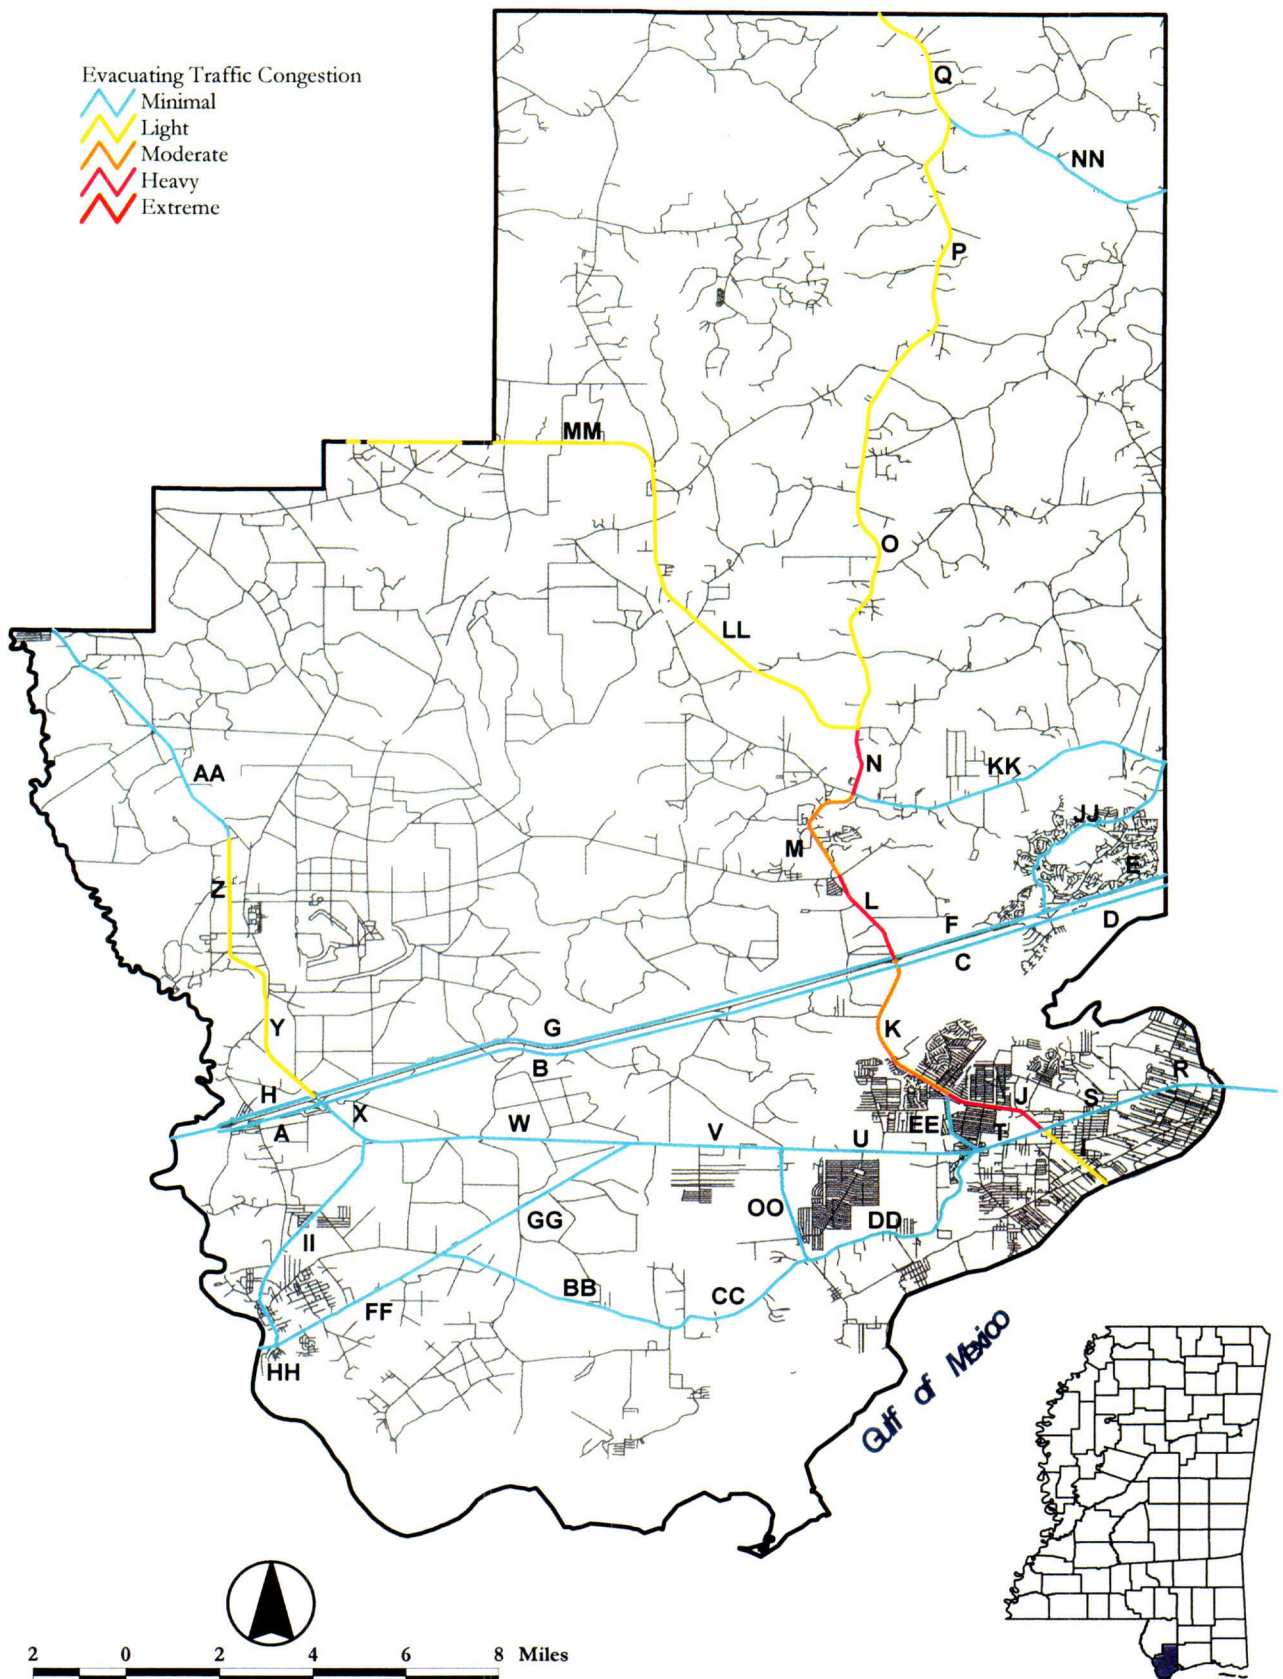 Evacuating Traffic Congestion
Minimal
Light
Moderate
Heavy
Extreme
Q
NN
P
MM
O
LL
N
KK
AA
JJ
M
E
Z
L
F
D
C
Y
G
K
B
R
H
J
S
X
A
W
EE
V
U
T
I
OO
GG
DD
II
BB
CC
FF
HH
Gulf of Mexico
2 0 2 4 6 8 Miles